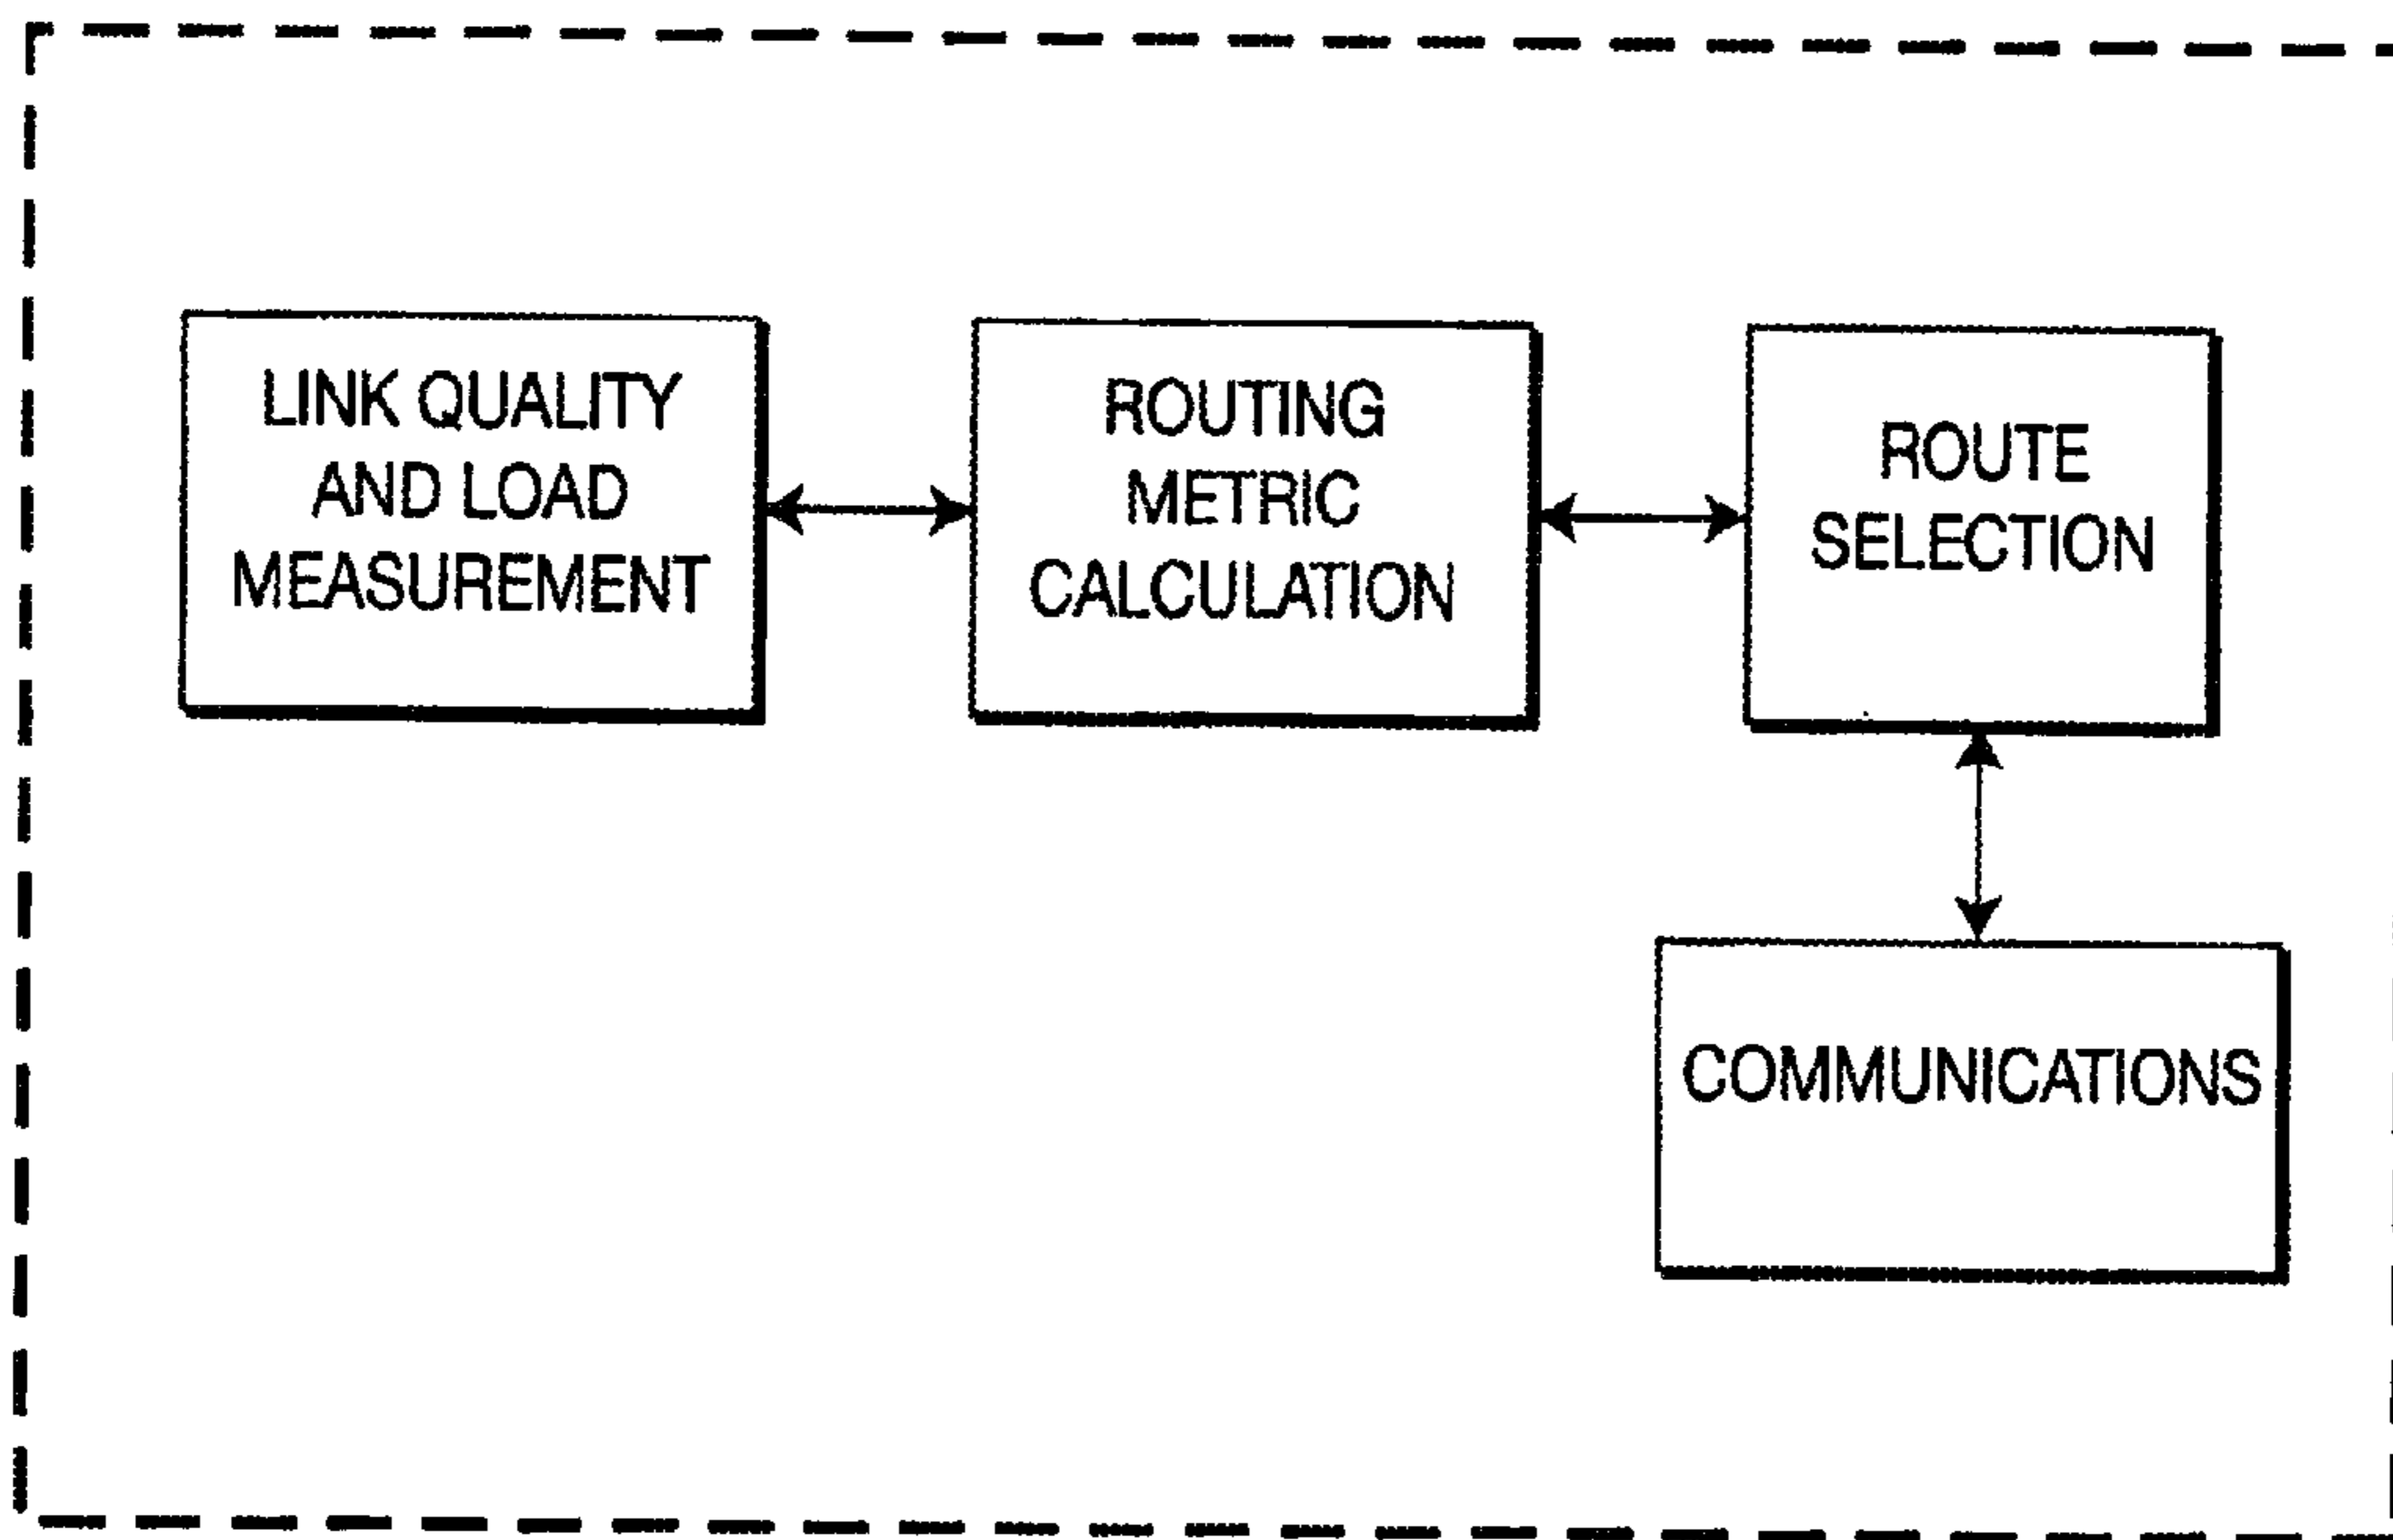 LINK QUALITY
AND LOAD
MEASUREMENT
ROUTING
METRIC
CALCULATION
ROUTE
SELECTION
COMMUNICATIONS